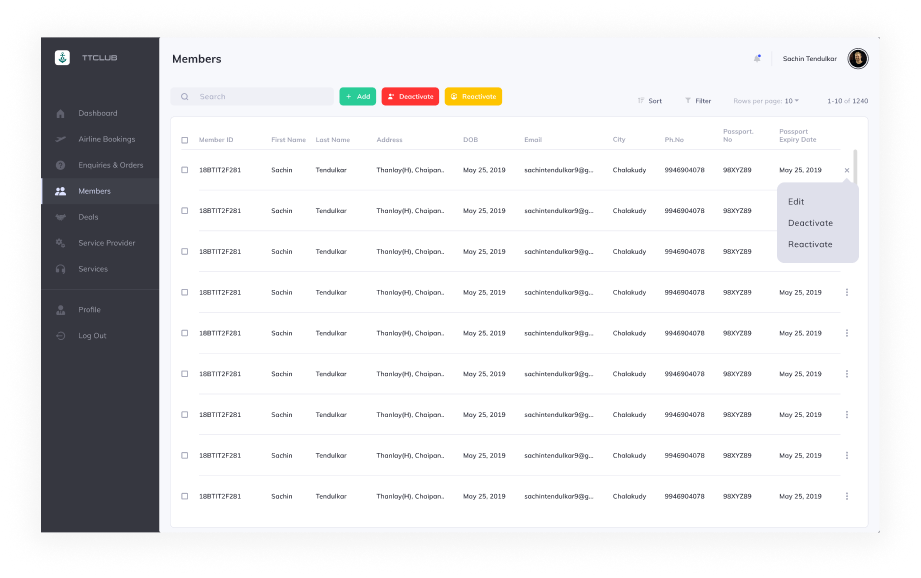 TTCLUB
Members
Sachin Tendulkar
Search
+ Add
Deactivate
Reactivate
Sort
Filter
Rows per page: 10
1-10 of 1240
Dashboard
Airline Bookings
Enquiries & Orders
Members
Deals
Service Provider
Services
Profile
Log Out
Member ID First Name Last Name Address DOB Email City Ph.No Passport. No Passport Expiry Date
18BTIT2F281 Sachin Tendulkar Thanlay(H), Chaipan.. May 25, 2019 sachintendulkar9@g... Chalakudy 9946904078 98XYZ89 May 25, 2019 ×
18BTIT2F281 Sachin Tendulkar Thanlay(H), Chaipan.. May 25, 2019 sachintendulkar9@g... Chalakudy 9946904078 98XYZ89
18BTIT2F281 Sachin Tendulkar Thanlay(H), Chaipan.. May 25, 2019 sachintendulkar9@g... Chalakudy 9946904078 98XYZ89
Edit
Deactivate
Reactivate
18BTIT2F281 Sachin Tendulkar Thanlay(H), Chaipan.. May 25, 2019 sachintendulkar9@g... Chalakudy 9946904078 98XYZ89 May 25, 2019
18BTIT2F281 Sachin Tendulkar Thanlay(H), Chaipan.. May 25, 2019 sachintendulkar9@g... Chalakudy 9946904078 98XYZ89 May 25, 2019
18BTIT2F281 Sachin Tendulkar Thanlay(H), Chaipan.. May 25, 2019 sachintendulkar9@g... Chalakudy 9946904078 98XYZ89 May 25, 2019
18BTIT2F281 Sachin Tendulkar Thanlay(H), Chaipan.. May 25, 2019 sachintendulkar9@g... Chalakudy 9946904078 98XYZ89 May 25, 2019
18BTIT2F281 Sachin Tendulkar Thanlay(H), Chaipan.. May 25, 2019 sachintendulkar9@g... Chalakudy 9946904078 98XYZ89 May 25, 2019
18BTIT2F281 Sachin Tendulkar Thanlay(H), Chaipan.. May 25, 2019 sachintendulkar9@g... Chalakudy 9946904078 98XYZ89 May 25, 2019